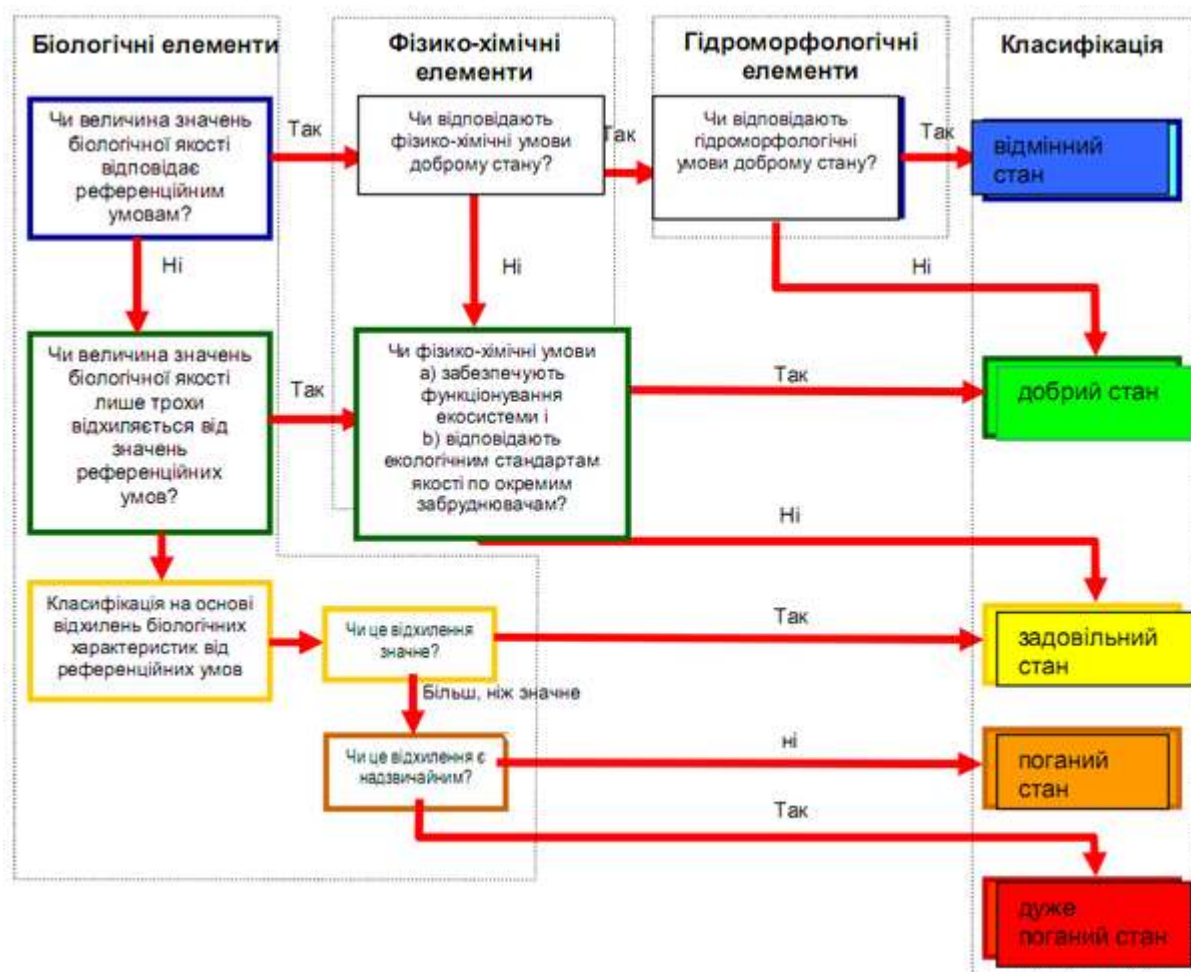 Біологічні елементи
Фізико-хімічні
елементи
Гідроморфологічні
елементи
Класифікація
Чи величина значень
біологічної якості
відповідає
референційним
умовам?
Так
Чи відповідають
фізико-хімічні умови
доброму стану?
Так
Чи відповідають
гідроморфологічні
умови доброму стану?
Так
відмінний
стан
Ні
Ні
Ні
Чи величина значень
біологічної якості
лише трохи
відхиляється від
значень
референційних
умов?
Так
Чи фізико-хімічні умови
a) забезпечують
функціонування
екосистеми і
b) відповідають
екологічним стандартам
якості по окремим
забруднювачам?
Так
добрий стан
Ні
Класифікація на основі
відхилень біологічних
характеристик від
референційних умов
Чи це відхилення
значне?
Так
задовільний
стан
Більш, ніж значне
Чи це відхилення є
надзвичайним?
ні
поганий
стан
Так
дуже
поганий стан